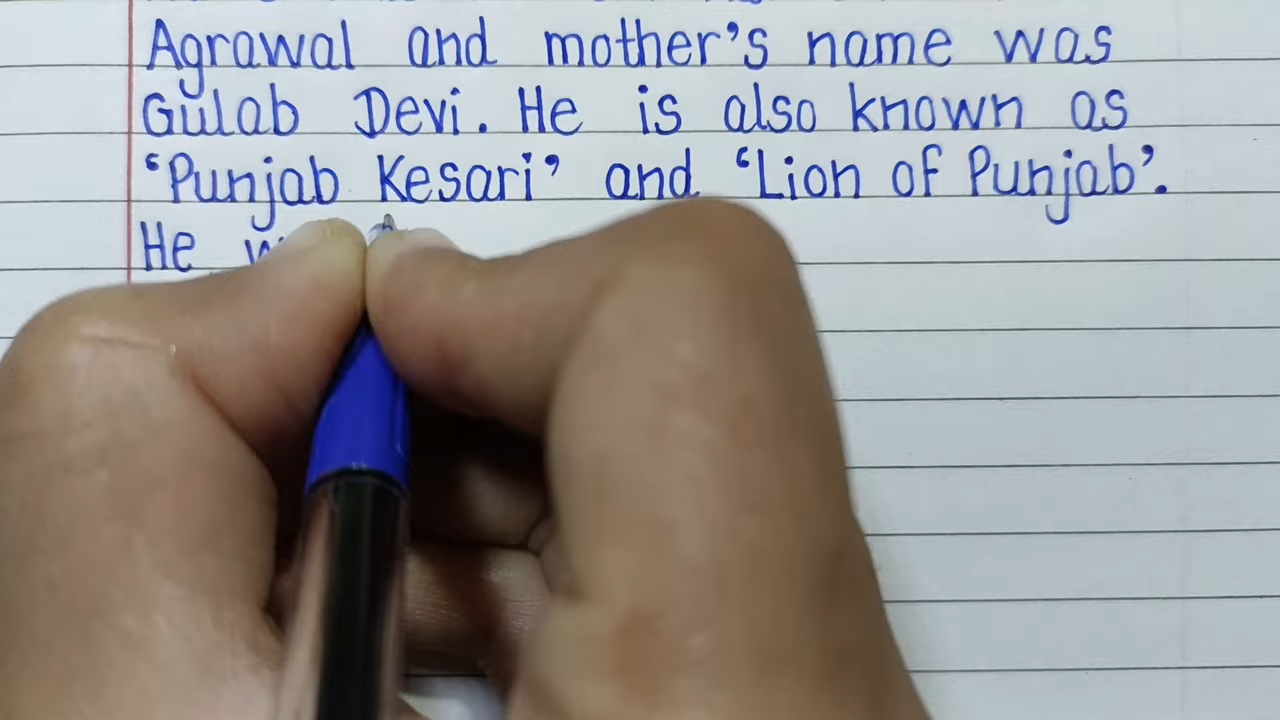 Agrawal and mother's name was
Gulab Devi. He is also known as
‘Punjab Kesari’ and ‘Lion of Punjab’.
He